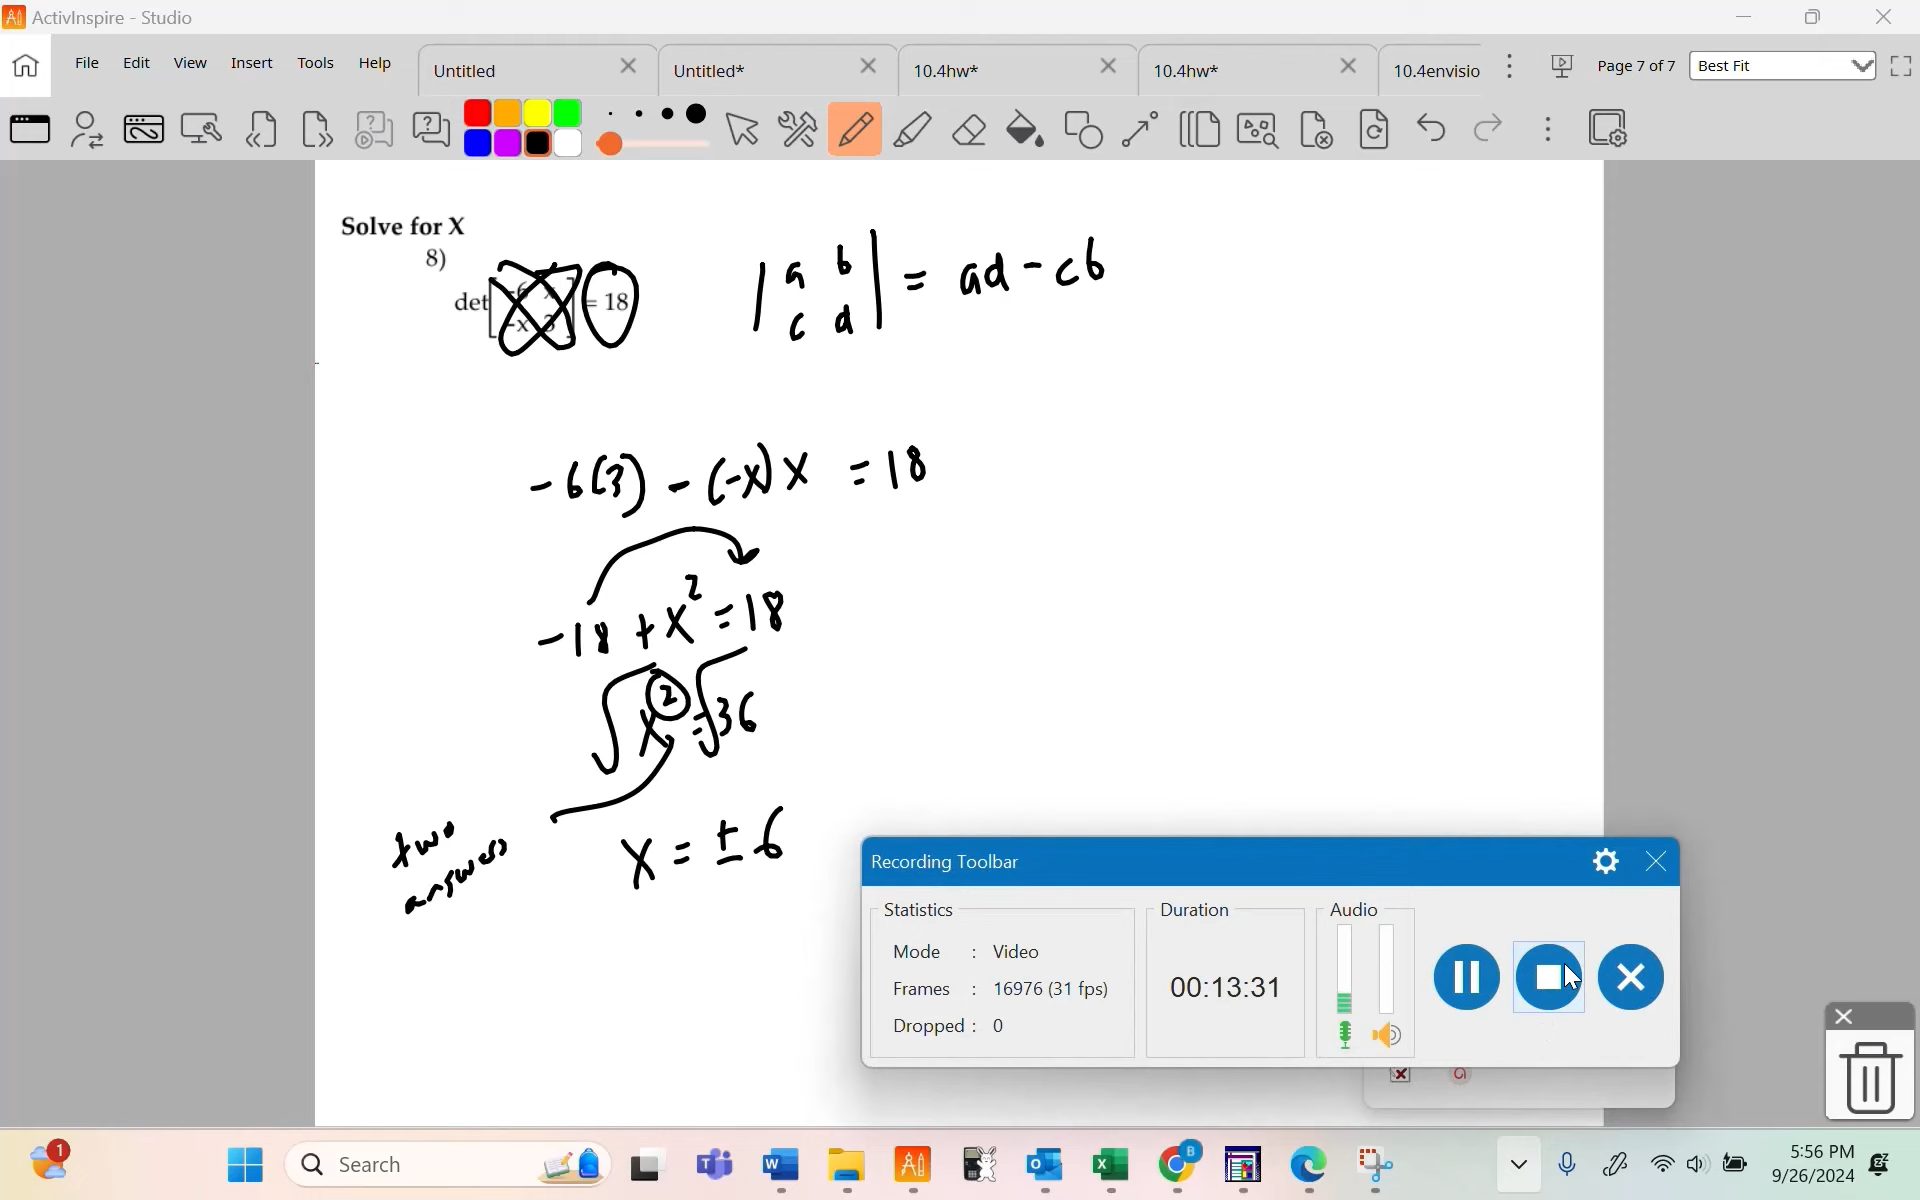 ActivInspire - Studio
File Edit View Insert Tools Help
Untitled
Untitled*
10.4hw*
10.4hw*
10.4envisio
Page 7 of 7
Best Fit
Solve for X
8)
det[-6 x
-x 3] = 18
|a b
c d| = ad - cb
-6(3) - (-x)x = 18
-18 + x² = 18
√x² = √36
x = ± 6
two
answers
Recording Toolbar
Statistics
Mode : Video
Frames : 16976 (31 fps)
Dropped : 0
Duration
00:13:31
Audio
1
Search
B
5:56 PM
9/26/2024